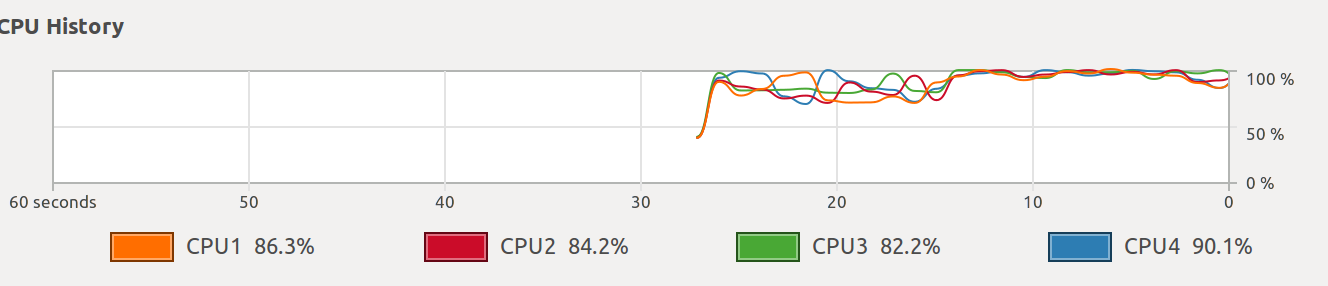 CPU History
100 %
50 %
0 %
60 seconds 50 40 30 20 10 0
CPU1 86.3% CPU2 84.2% CPU3 82.2% CPU4 90.1%